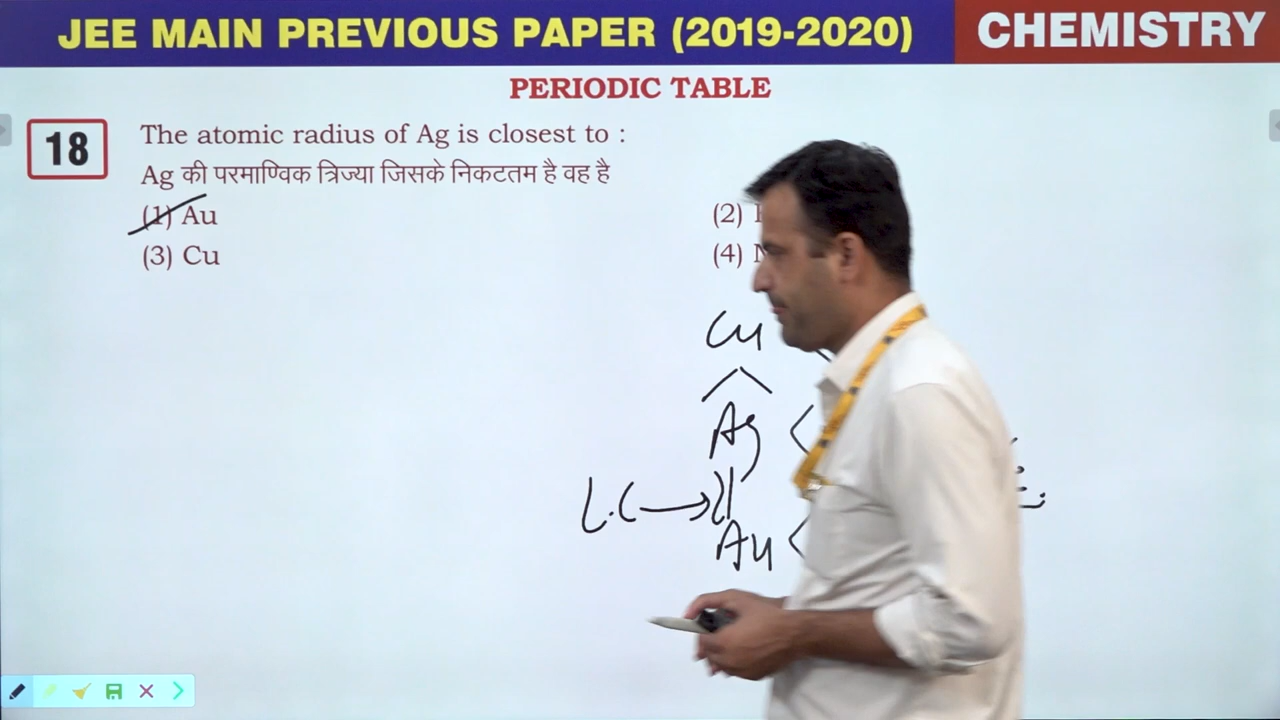 JEE MAIN PREVIOUS PAPER (2019-2020) CHEMISTRY
PERIODIC TABLE
18 The atomic radius of Ag is closest to :
Ag की परमाण्विक त्रिज्या जिसके निकटतम है वह है
(1) Au (2)
(3) Cu (4) N
Cu
Ag
L.C →
Au